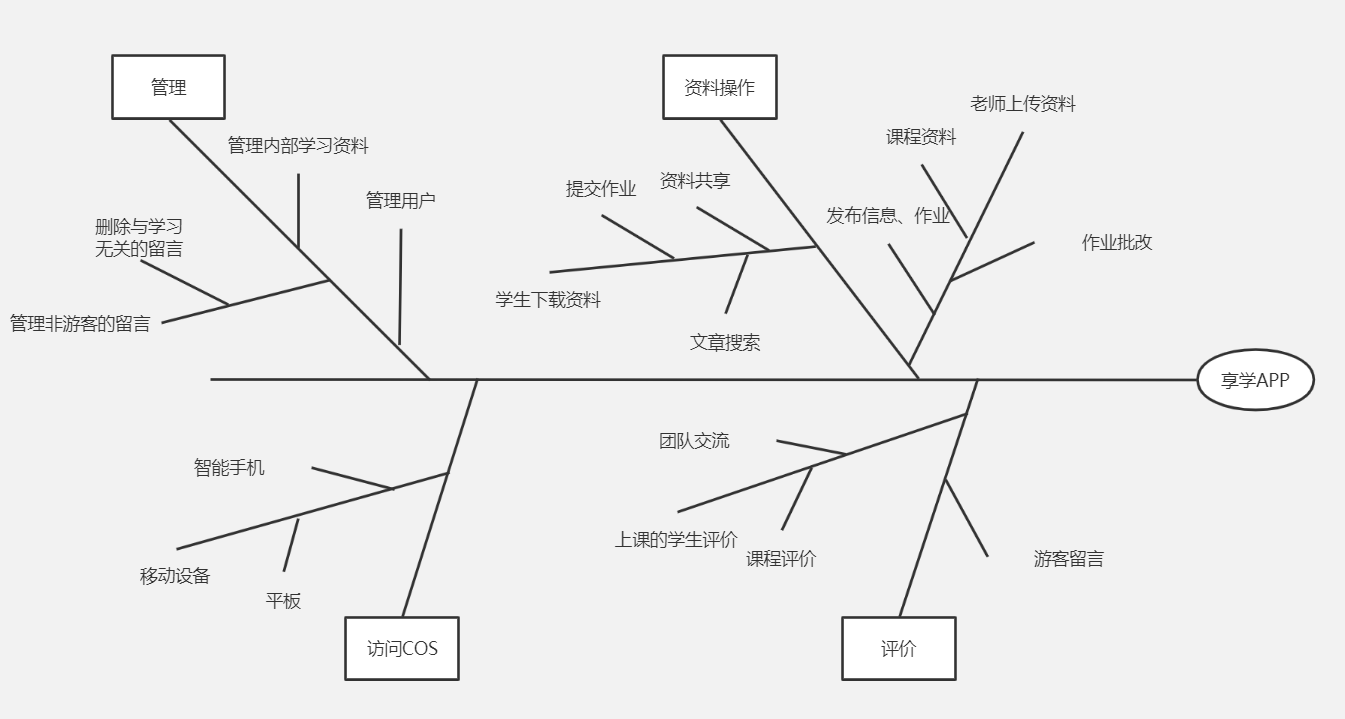 管理
资料操作
老师上传资料
课程资料
管理内部学习资料
管理用户
提交作业
资料共享
发布信息、作业
删除与学习
无关的留言
作业批改
学生下载资料
管理非游客的留言
文章搜索
享学APP
团队交流
智能手机
上课的学生评价
课程评价
游客留言
移动设备
平板
访问COS
评价